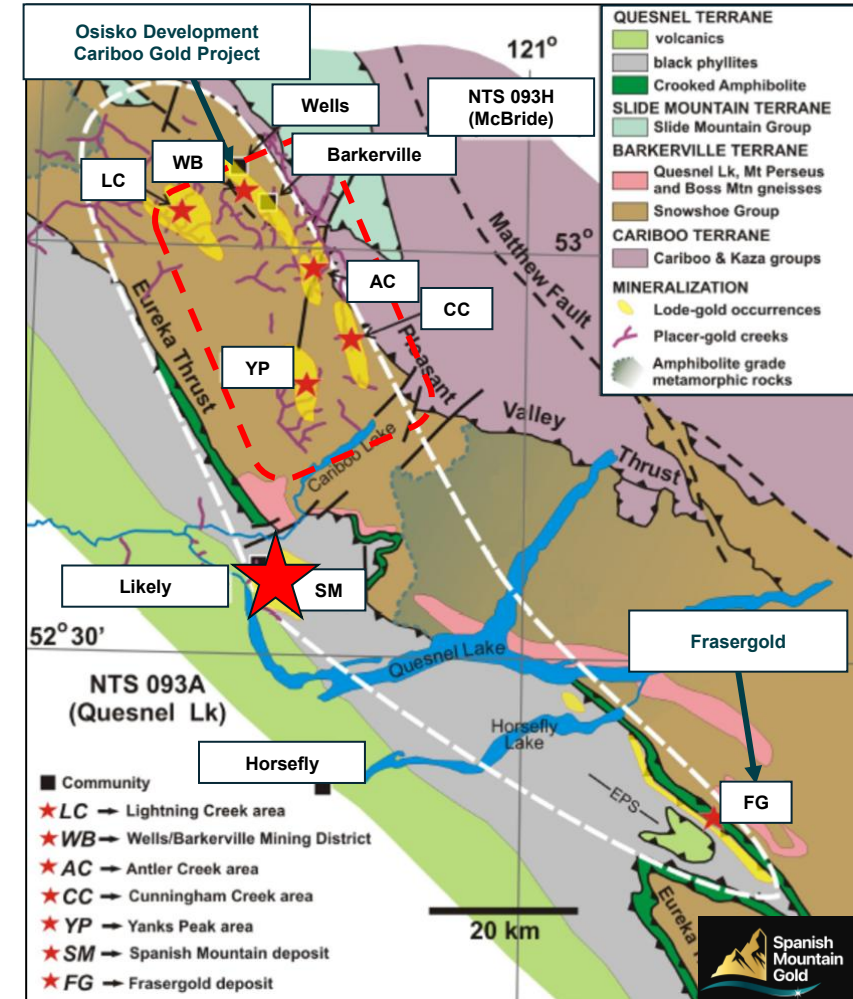 Osisko Development
Cariboo Gold Project
121°
Wells
NTS 093H
(McBride)
WB
Barkerville
LC
53°
Matthew Fault
AC
CC
Eureka Thrust
YP
Pleasant
Valley
Thrust
Cariboo Lake
Likely
SM
52° 30'
Quesnel Lake
Frasergold
NTS 093A
(Quesnel Lk)
Horsefly
Lake
Horsefly
FG
EPS
Eureka
20 km
QUESNEL TERRANE
volcanics
black phyllites
Crooked Amphibolite
SLIDE MOUNTAIN TERRANE
Slide Mountain Group
BARKERVILLE TERRANE
Quesnel Lk, Mt Perseus
and Boss Mtn gneisses
Snowshoe Group
CARIBOO TERRANE
Cariboo & Kaza groups
MINERALIZATION
Lode-gold occurrences
Placer-gold creeks
Amphibolite grade
metamorphic rocks
Community
LC → Lightning Creek area
WB → Wells/Barkerville Mining District
AC → Antler Creek area
CC → Cunningham Creek area
YP → Yanks Peak area
SM → Spanish Mountain deposit
FG → Frasergold deposit
Spanish
Mountain
Gold